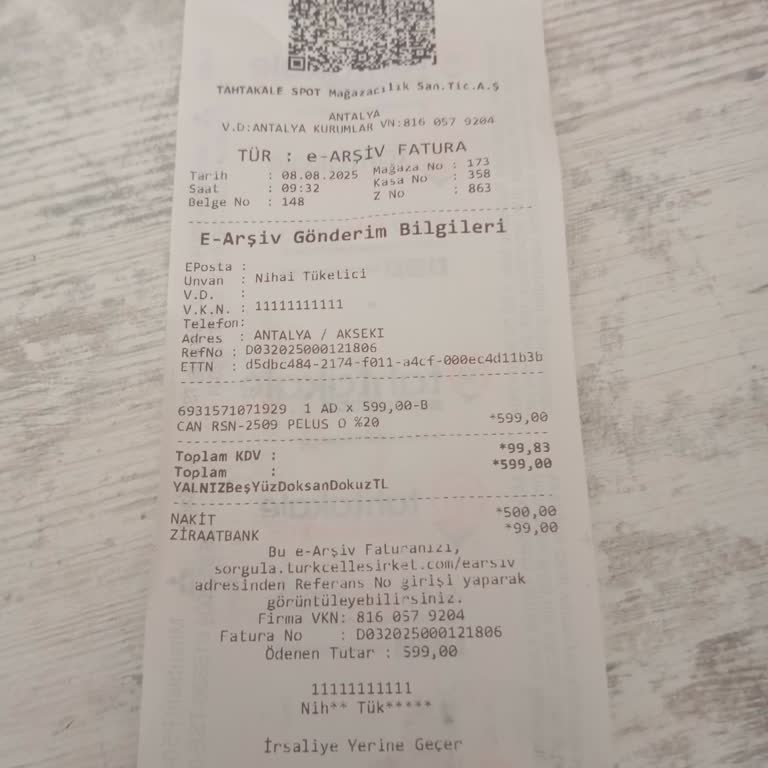 TAHTAKALE SPOT Mağazacılık San.Tic.A.Ş
ANTALYA
V.D:ANTALYA KURUMLAR VN:816 057 9204
TÜR : e-ARŞİV FATURA
Tarih : 08.08.2025 Mağaza No : 173
Saat : 09:32 Kasa No : 358
Belge No : 148 Z No : 863
E-Arşiv Gönderim Bilgileri
EPosta :
Unvan : Nihai Tüketici
V.D. :
V.K.N. : 11111111111
Telefon:
Adres : ANTALYA / AKSEKI
RefNo : D032025000121806
ETTN : d5dbc484-2174-f011-a4cf-000ec4d11b3b
6931571071929 1 AD x 599,00-B
CAN RSN-2509 PELUS O %20 *599,00
Toplam KDV : *99,83
Toplam : *599,00
YALNIZBeşYüzDoksanDokuzTL
NAKİT *500,00
ZİRAATBANK *99,00
Bu e-Arşiv Faturanızı,
sorgula.turkcellesirket.com/earsiv
adresinden Referans No girişi yaparak
görüntüleyebilirsiniz.
Firma VKN: 816 057 9204
Fatura No : D032025000121806
Ödenen Tutar : 599,00
11111111111
Nih** Tük*****
İrsaliye Yerine Geçer